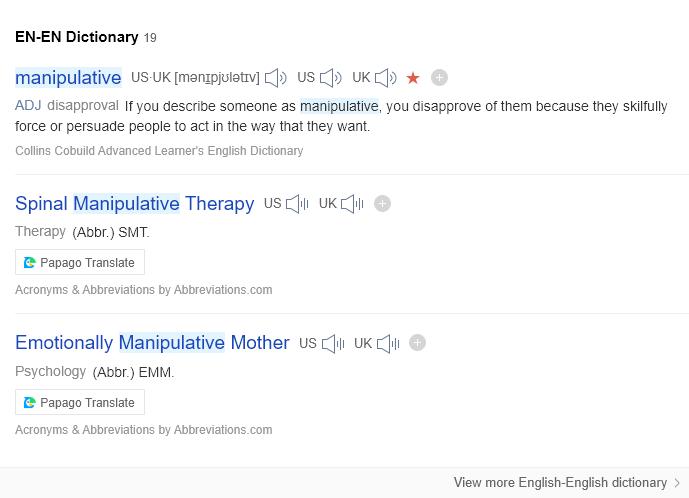 EN-EN Dictionary 19
manipulative US·UK [mənɪpjʊlətɪv] US UK
ADJ disapproval If you describe someone as manipulative, you disapprove of them because they skilfully
force or persuade people to act in the way that they want.
Collins Cobuild Advanced Learner's English Dictionary
Spinal Manipulative Therapy US UK
Therapy (Abbr.) SMT.
Papago Translate
Acronyms & Abbreviations by Abbreviations.com
Emotionally Manipulative Mother US UK
Psychology (Abbr.) EMM.
Papago Translate
Acronyms & Abbreviations by Abbreviations.com
View more English-English dictionary